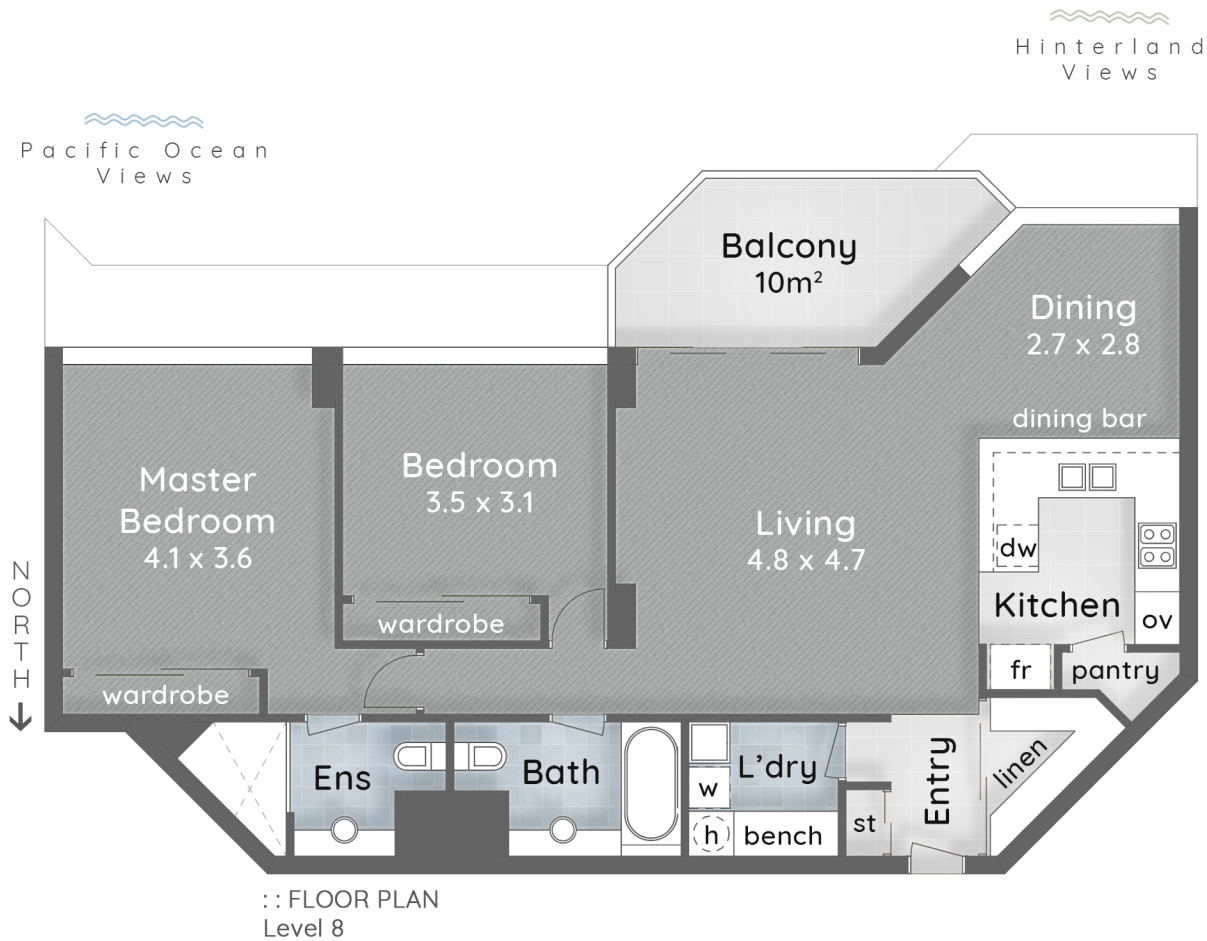 Hinterland
Views
Pacific Ocean
Views
Balcony
10m²
Dining
2.7 x 2.8
dining bar
Master
Bedroom
4.1 x 3.6
Bedroom
3.5 x 3.1
Living
4.8 x 4.7
dw
Kitchen
ov
fr
pantry
wardrobe
wardrobe
NORTH
Ens
Bath
L'dry
w
h
bench
st
Entry
linen
: : FLOOR PLAN
Level 8